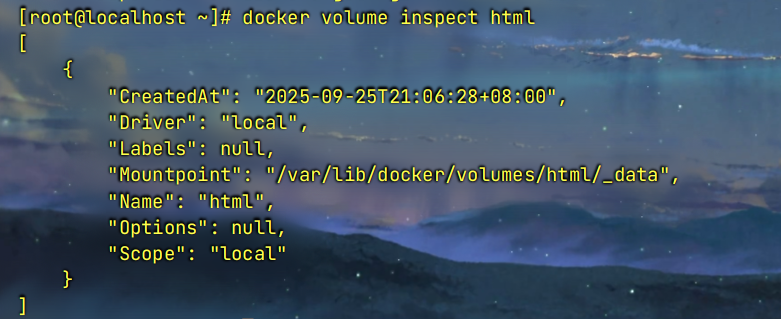 [root@localhost ~]# docker volume inspect html
[
    {
        "CreatedAt": "2025-09-25T21:06:28+08:00",
        "Driver": "local",
        "Labels": null,
        "Mountpoint": "/var/lib/docker/volumes/html/_data",
        "Name": "html",
        "Options": null,
        "Scope": "local"
    }
]